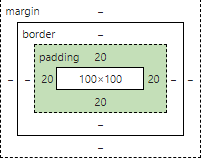 margin –
border –
padding 20
– – 20 100×100 20 – –
20
–
–